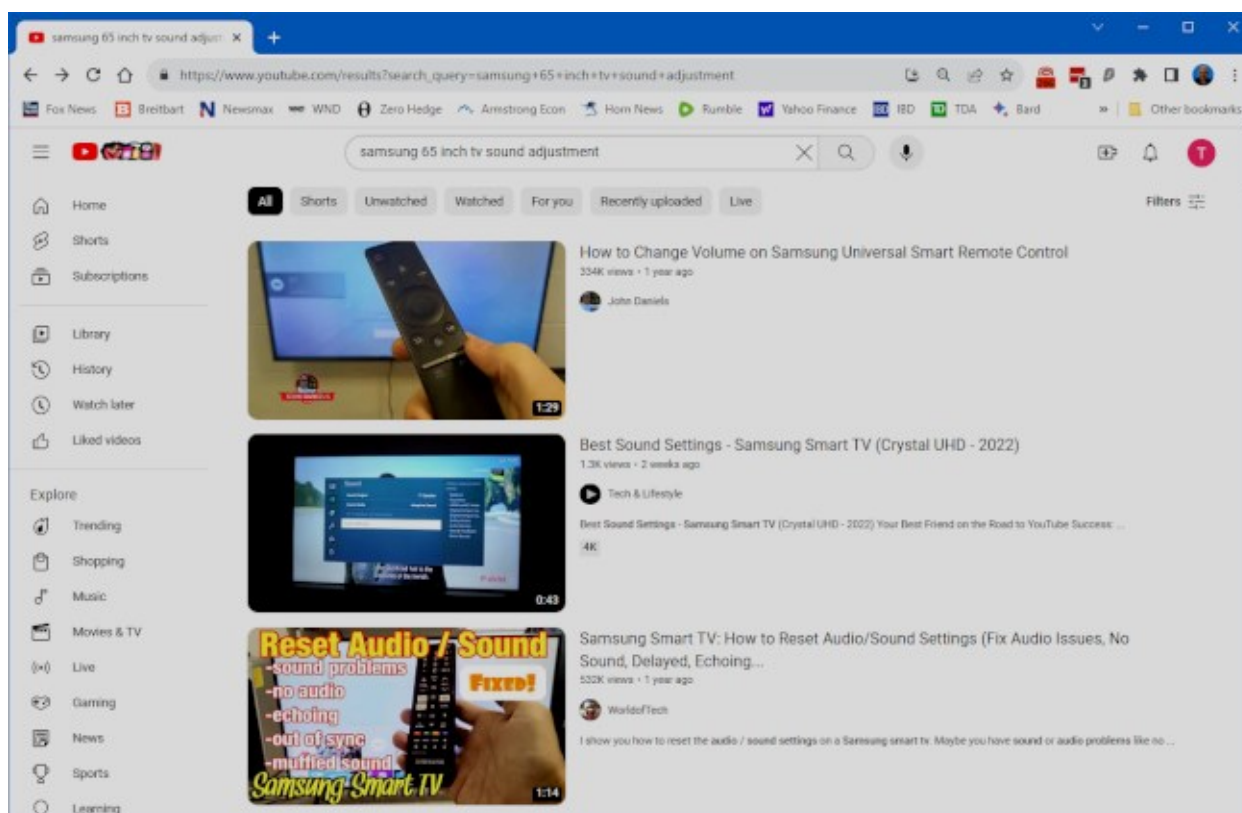 samsung 65 inch tv sound adjust
https://www.youtube.com/results?search_query=samsung+65+inch+tv+sound+adjustment
Fox News Breitbart Newsmax WND Zero Hedge Armstrong Econ Horn News Rumble Yahoo Finance IBD IBD TDA Bard » Other bookmarks
samsung 65 inch tv sound adjustment
T
All Shorts Unwatched Watched For you Recently uploaded Live
Filters
Home
Shorts
Subscriptions
Library
History
Watch later
Liked videos
Explore
Trending
Shopping
Music
Movies & TV
Live
Gaming
News
Sports
Learning
1:29
How to Change Volume on Samsung Universal Smart Remote Control
334K views • 1 year ago
John Daniels
Sound
0:43
Best Sound Settings - Samsung Smart TV (Crystal UHD - 2022)
1.3K views • 2 weeks ago
Tech & Lifestyle
Best Sound Settings - Samsung Smart TV (Crystal UHD - 2022) Your Best Friend on the Road to YouTube Success: ...
4K
Reset Audio / Sound
-sound problems
-no audio
-echoing
-out of sync
-muffled sound
FIXED!
SAMSUNG
Samsung Smart TV
1:14
Samsung Smart TV: How to Reset Audio/Sound Settings (Fix Audio Issues, No
Sound, Delayed, Echoing...
532K views • 1 year ago
WorldofTech
I show you how to reset the audio / sound settings on a Samsung smart tv. Maybe you have sound or audio problems like no ...